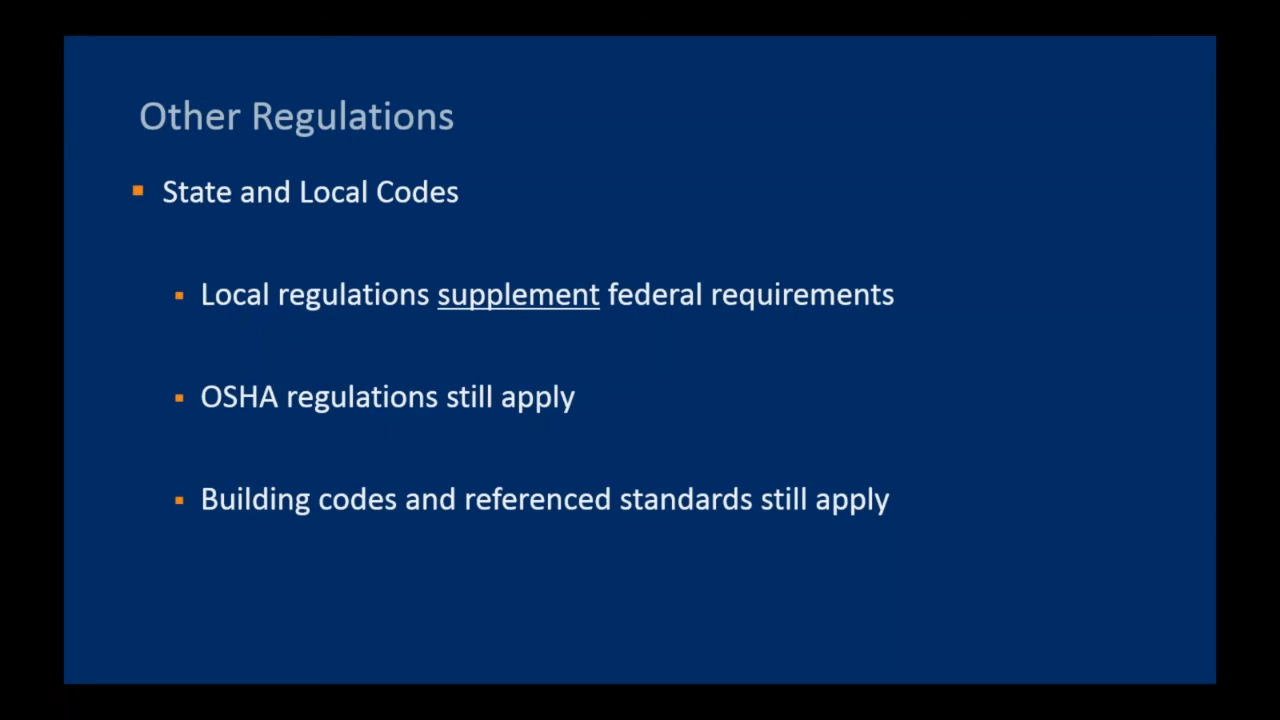 Other Regulations
State and Local Codes
Local regulations supplement federal requirements
OSHA regulations still apply
Building codes and referenced standards still apply